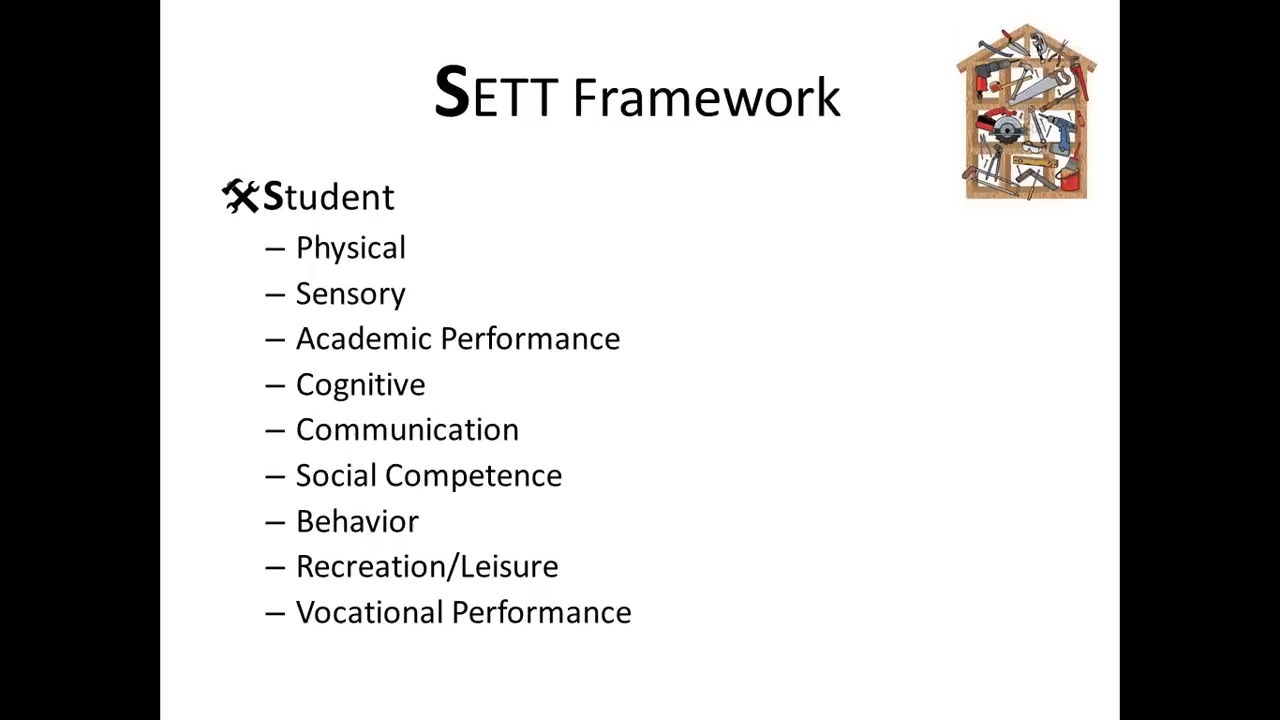 SETT Framework
Student
– Physical
– Sensory
– Academic Performance
– Cognitive
– Communication
– Social Competence
– Behavior
– Recreation/Leisure
– Vocational Performance